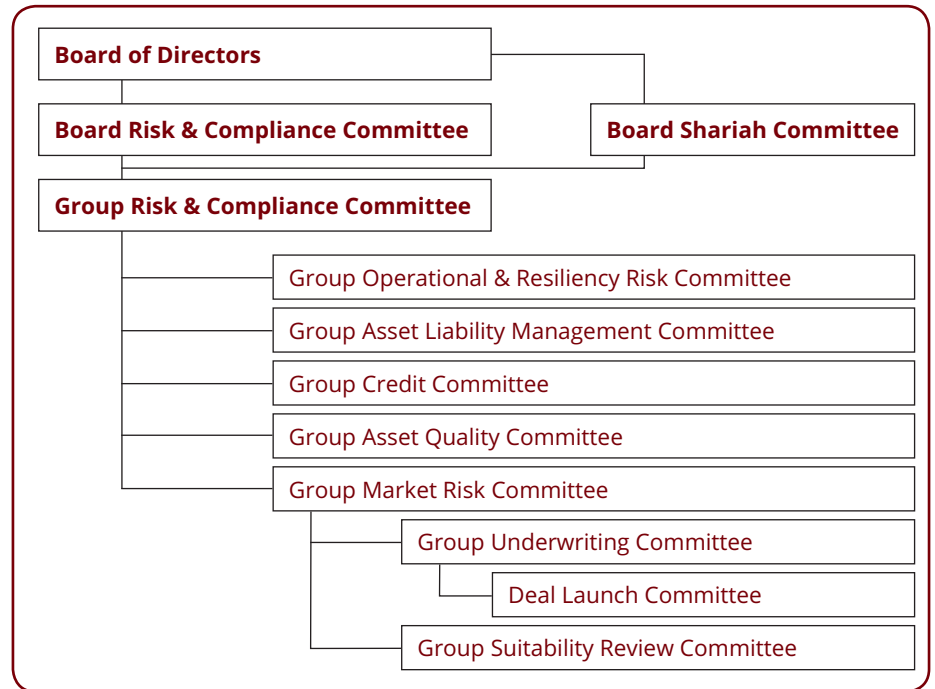 Board of Directors
Board Risk & Compliance Committee
Board Shariah Committee
Group Risk & Compliance Committee
Group Operational & Resiliency Risk Committee
Group Asset Liability Management Committee
Group Credit Committee
Group Asset Quality Committee
Group Market Risk Committee
Group Underwriting Committee
Deal Launch Committee
Group Suitability Review Committee